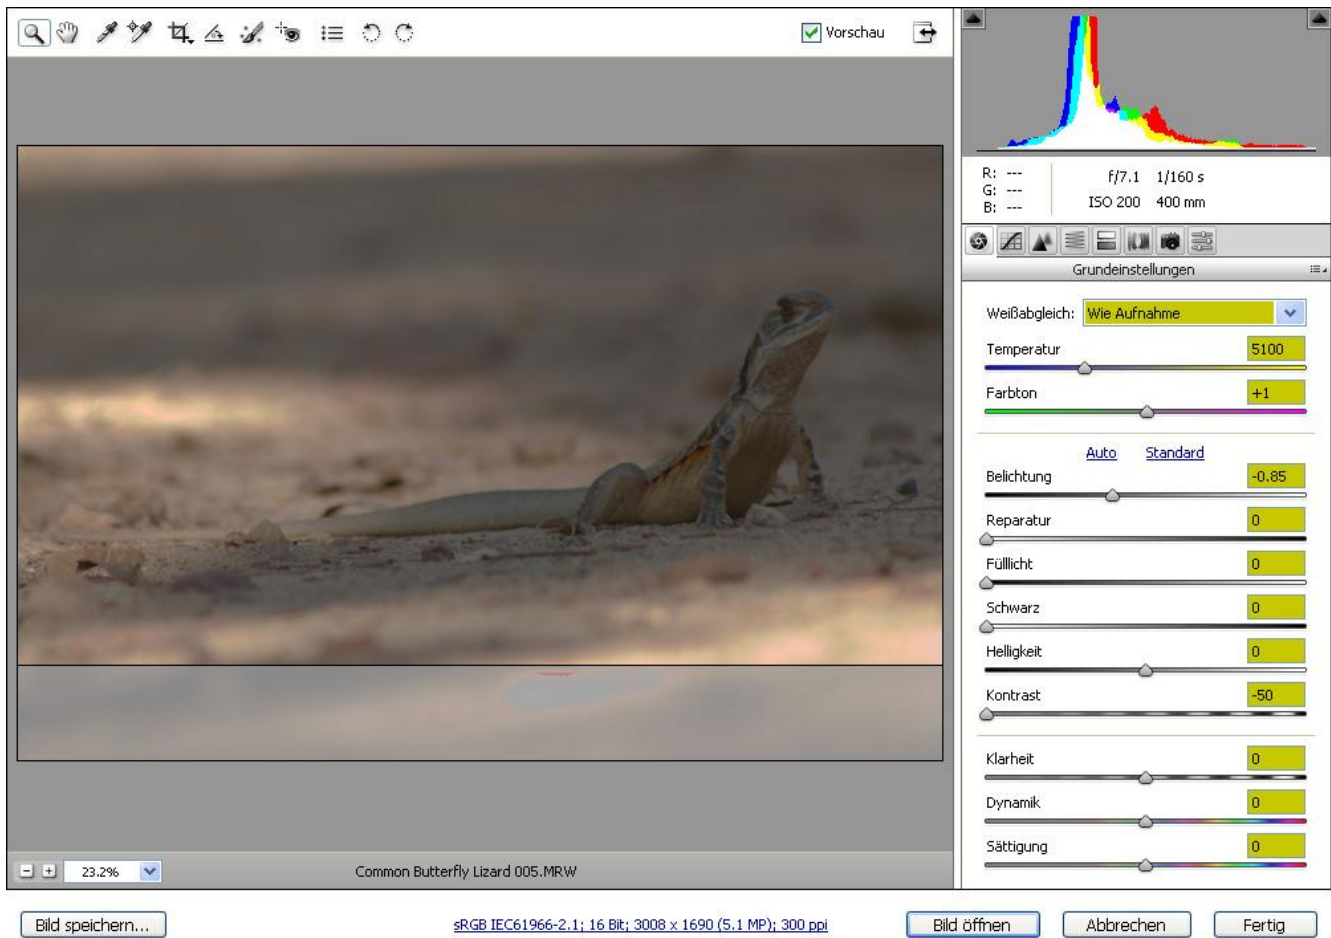 Vorschau
R: ---
G: ---
B: ---
f/7.1 1/160 s
ISO 200 400 mm
Grundeinstellungen
Weißabgleich: Wie Aufnahme
Temperatur 5100
Farbton +1
Auto Standard
Belichtung -0.85
Reparatur 0
Fülllicht 0
Schwarz 0
Helligkeit 0
Kontrast -50
Klarheit 0
Dynamik 0
Sättigung 0
23.2% Common Butterfly Lizard 005.MRW
Bild speichern... sRGB IEC61966-2.1; 16 Bit; 3008 x 1690 (5.1 MP); 300 ppi Bild öffnen Abbrechen Fertig